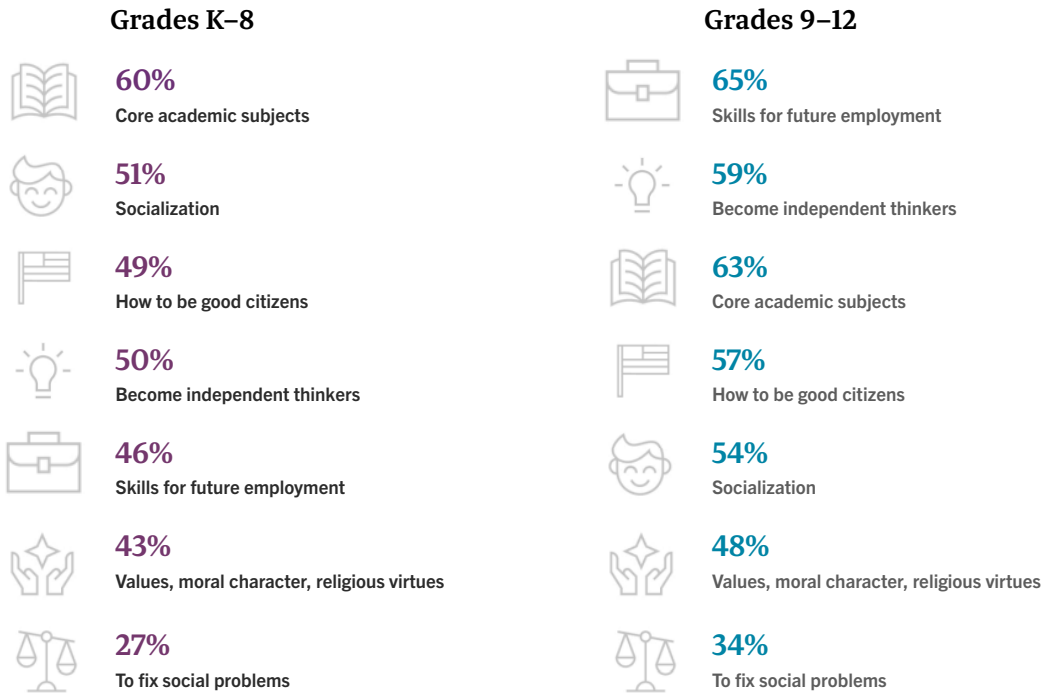 Grades K–8
60%
Core academic subjects
51%
Socialization
49%
How to be good citizens
50%
Become independent thinkers
46%
Skills for future employment
43%
Values, moral character, religious virtues
27%
To fix social problems
Grades 9–12
65%
Skills for future employment
59%
Become independent thinkers
63%
Core academic subjects
57%
How to be good citizens
54%
Socialization
48%
Values, moral character, religious virtues
34%
To fix social problems